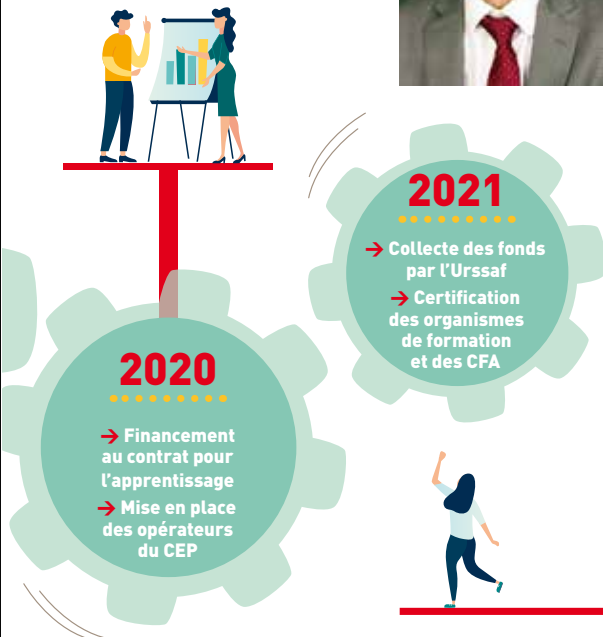 2021
→ Collecte des fonds
par l’Urssaf
→ Certification
des organismes
de formation
et des CFA
2020
→ Financement
au contrat pour
l’apprentissage
→ Mise en place
des opérateurs
du CEP